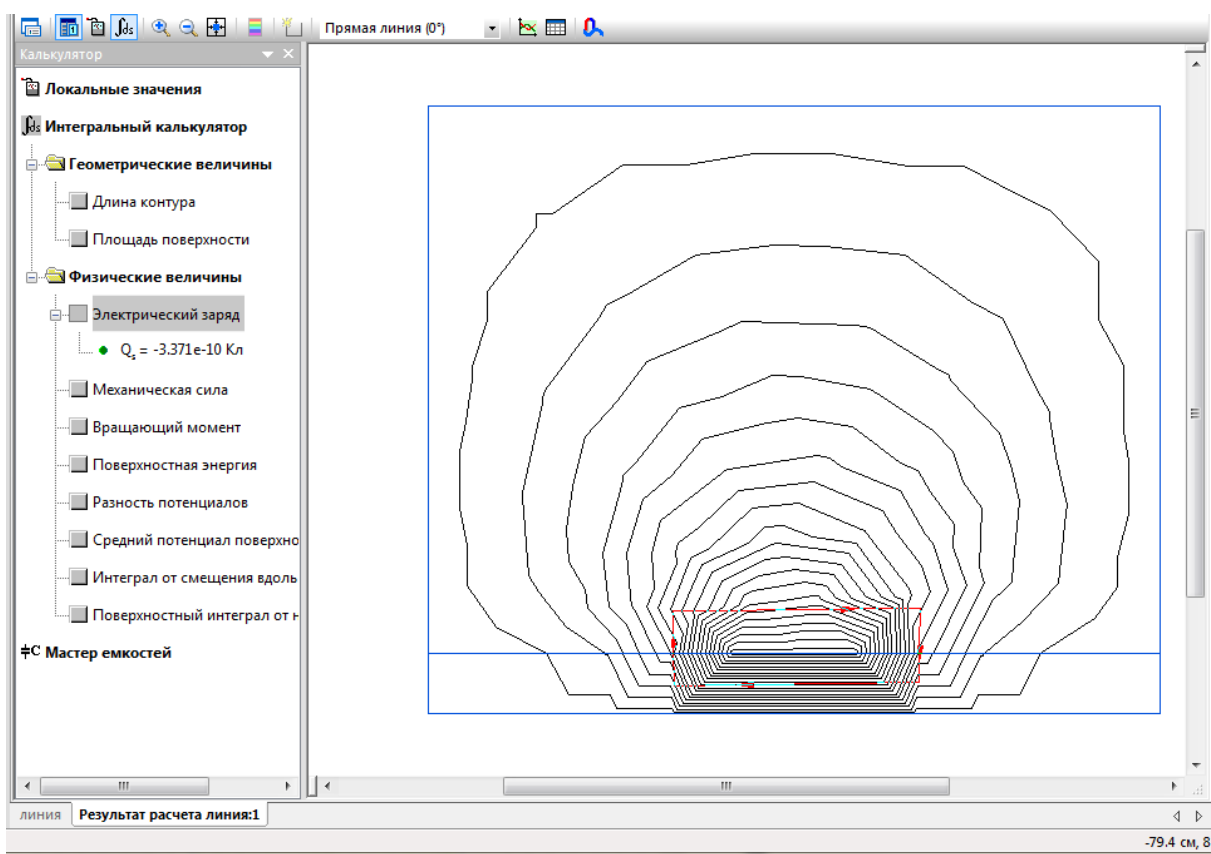 Прямая линия (0°)
Калькулятор
Локальные значения
Интегральный калькулятор
Геометрические величины
Длина контура
Площадь поверхности
Физические величины
Электрический заряд
Qs = -3.371e-10 Кл
Механическая сила
Вращающий момент
Поверхностная энергия
Разность потенциалов
Средний потенциал поверхно
Интеграл от смещения вдоль
Поверхностный интеграл от н
Мастер емкостей
линия Результат расчета линия:1
-79.4 см, 8